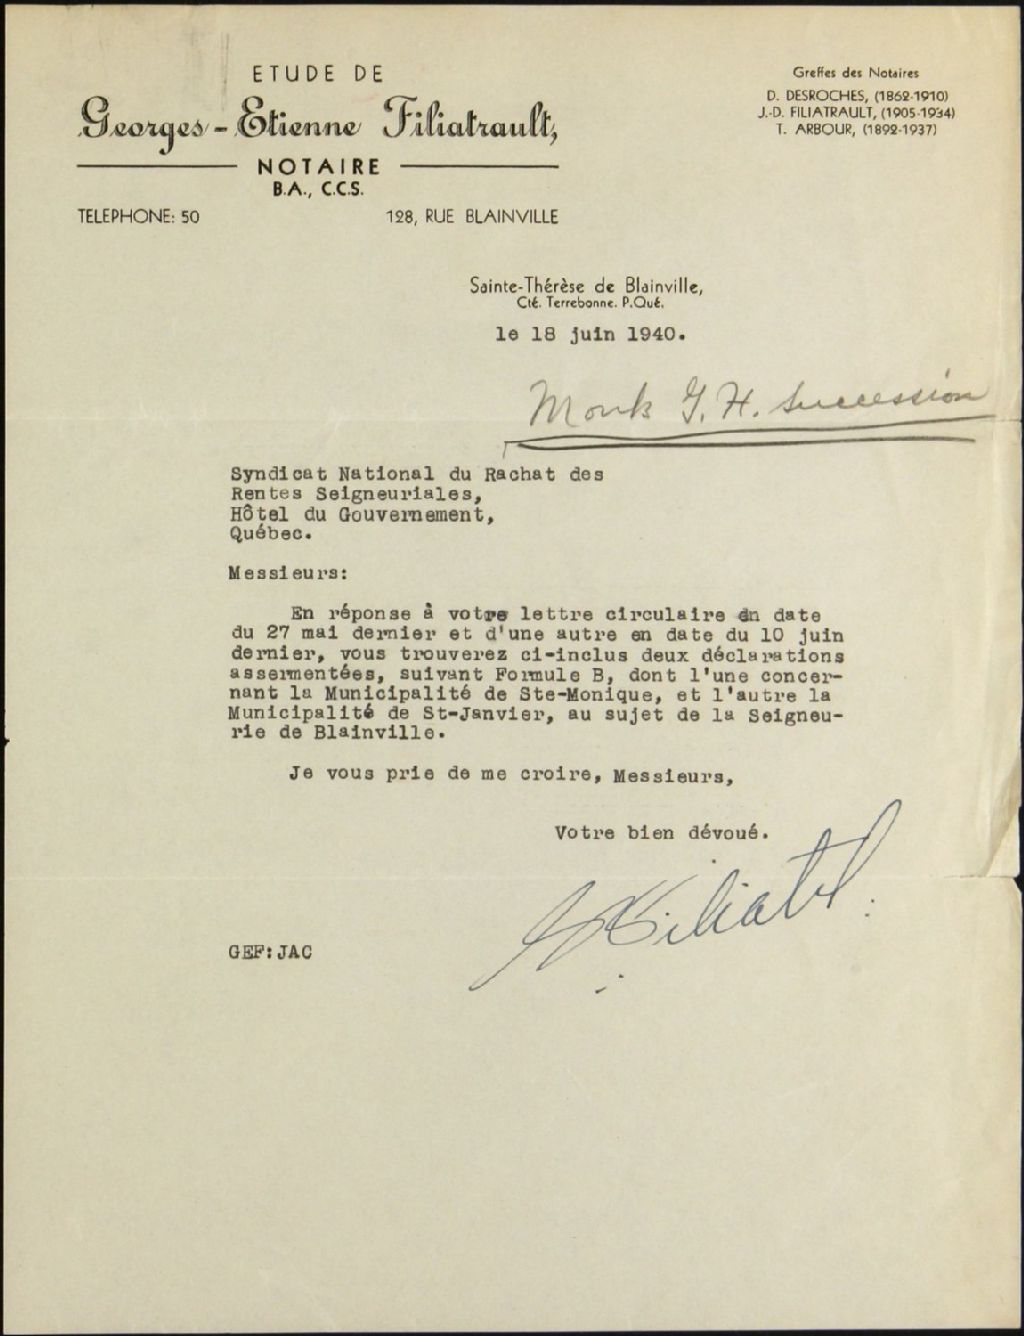 ETUDE DE
Georges-Etienne Filiatrault,
NOTAIRE
B.A., C.C.S.
TELEPHONE: 50
128, RUE BLAINVILLE
Greffes des Notaires
D. DESROCHES, (1862-1910)
J.-D. FILIATRAULT, (1905-1934)
T. ARBOUR, (1892-1937)
Sainte-Thérèse de Blainville,
Cté. Terrebonne. P.Qué.
le 18 juin 1940.
Monk G. H. Succession
Syndicat National du Rachat des
Rentes Seigneuriales,
Hôtel du Gouvernement,
Québec.
Messieurs:
En réponse à votre lettre circulaire en date
du 27 mai dernier et d'une autre en date du 10 juin
dernier, vous trouverez ci-inclus deux déclarations
assermentées, suivant Formule B, dont l'une concer-
nant la Municipalité de Ste-Monique, et l'autre la
Municipalité de St-Janvier, au sujet de la Seigneu-
rie de Blainville.
Je vous prie de me croire, Messieurs,
Votre bien dévoué.
GEF:JAC